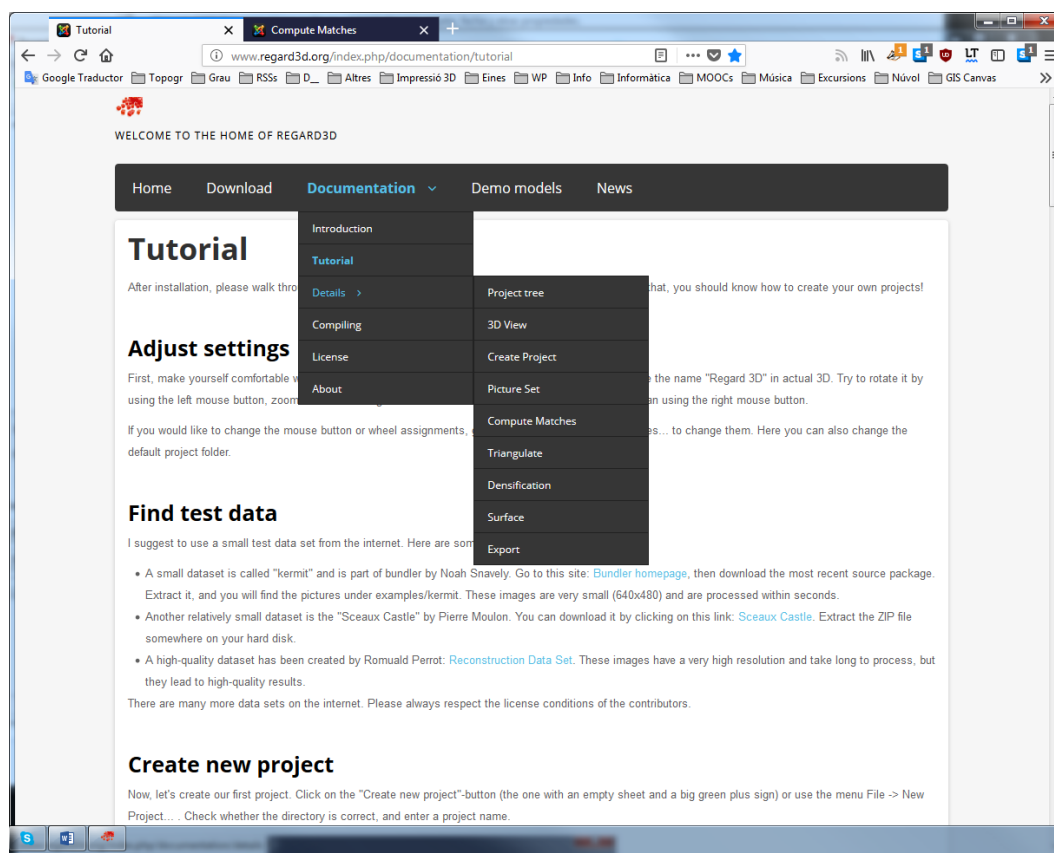 Tutorial
Compute Matches
www.regard3d.org/index.php/documentation/tutorial
Google Traductor Topogr Grau RSSs D_ Altres Impressió 3D Eines WP Info Informàtica MOOCs Música Excursions Núvol GIS Canvas
WELCOME TO THE HOME OF REGARD3D
Home Download Documentation Demo models News
Introduction
Tutorial
Details
Compiling
License
About
Project tree
3D View
Create Project
Picture Set
Compute Matches
Triangulate
Densification
Surface
Export
Tutorial
After installation, please walk that, you should know how to create your own projects!
Adjust settings
First, make yourself comfortable the name "Regard 3D" in actual 3D. Try to rotate it by
using the left mouse button, using the right mouse button.
If you would like to change the mouse button or wheel assignments, to change them. Here you can also change the
default project folder.
Find test data
I suggest to use a small test data set from the internet. Here are
• A small dataset is called "kermit" and is part of bundler by Noah Snavely. Go to this site: Bundler homepage, then download the most recent source package.
Extract it, and you will find the pictures under examples/kermit. These images are very small (640x480) and are processed within seconds.
• Another relatively small dataset is the "Sceaux Castle" by Pierre Moulon. You can download it by clicking on this link: Sceaux Castle. Extract the ZIP file
somewhere on your hard disk.
• A high-quality dataset has been created by Romuald Perrot: Reconstruction Data Set. These images have a very high resolution and take long to process, but
they lead to high-quality results.
There are many more data sets on the internet. Please always respect the license conditions of the contributors.
Create new project
Now, let's create our first project. Click on the "Create new project"-button (the one with an empty sheet and a big green plus sign) or use the menu File -> New
Project... . Check whether the directory is correct, and enter a project name.